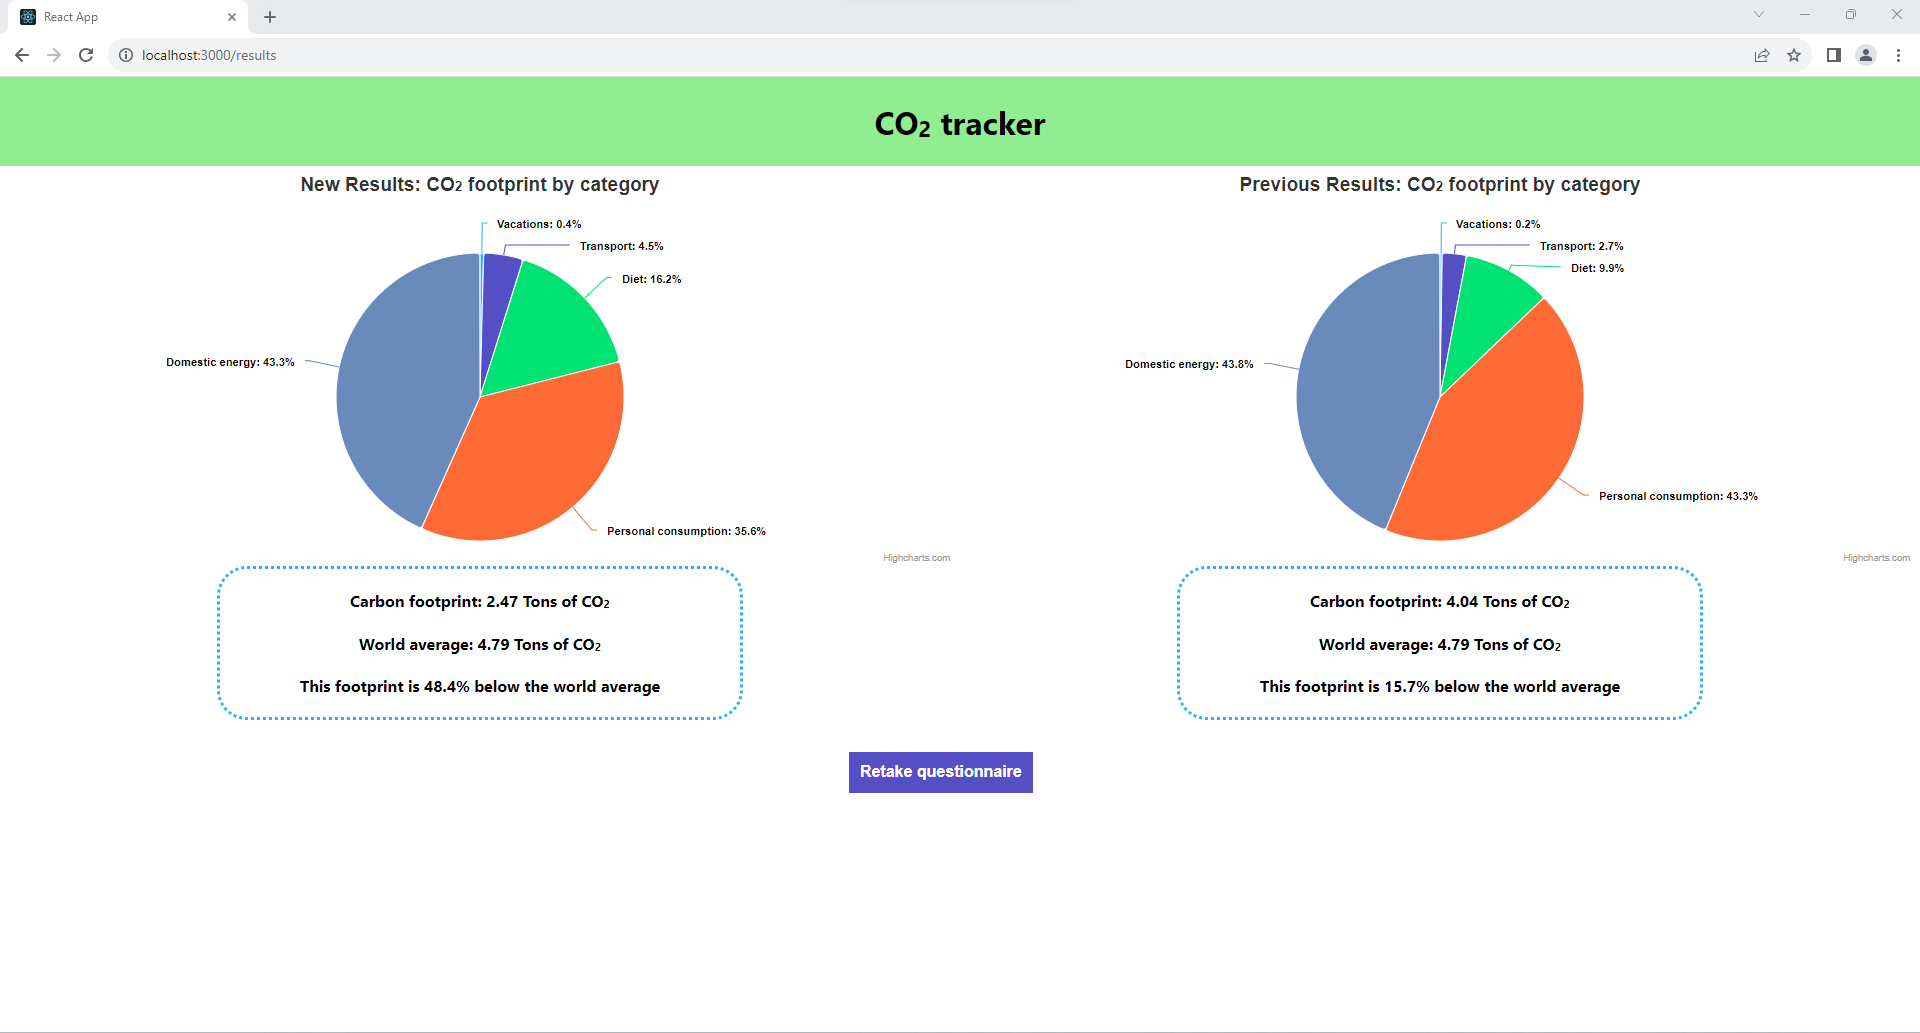 React App
localhost:3000/results
CO₂ tracker
New Results: CO₂ footprint by category
Vacations: 0.4%
Transport: 4.5%
Diet: 16.2%
Domestic energy: 43.3%
Personal consumption: 35.6%
Highcharts.com
Carbon footprint: 2.47 Tons of CO₂
World average: 4.79 Tons of CO₂
This footprint is 48.4% below the world average
Previous Results: CO₂ footprint by category
Vacations: 0.2%
Transport: 2.7%
Diet: 9.9%
Domestic energy: 43.8%
Personal consumption: 43.3%
Highcharts.com
Carbon footprint: 4.04 Tons of CO₂
World average: 4.79 Tons of CO₂
This footprint is 15.7% below the world average
Retake questionnaire